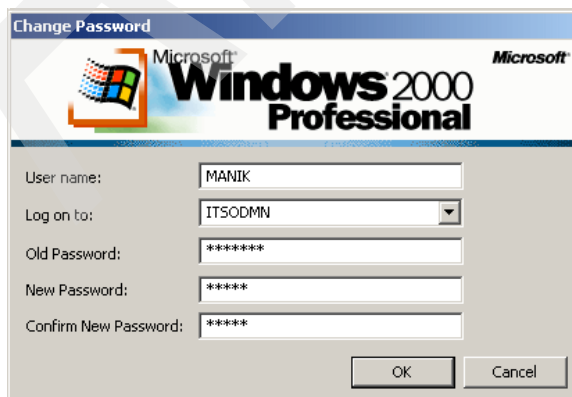 Change Password
Microsoft
Microsoft
Windows 2000
Professional
User name: MANIK
Log on to: ITSODMN
Old Password: *******
New Password: *****
Confirm New Password: *****
OK Cancel